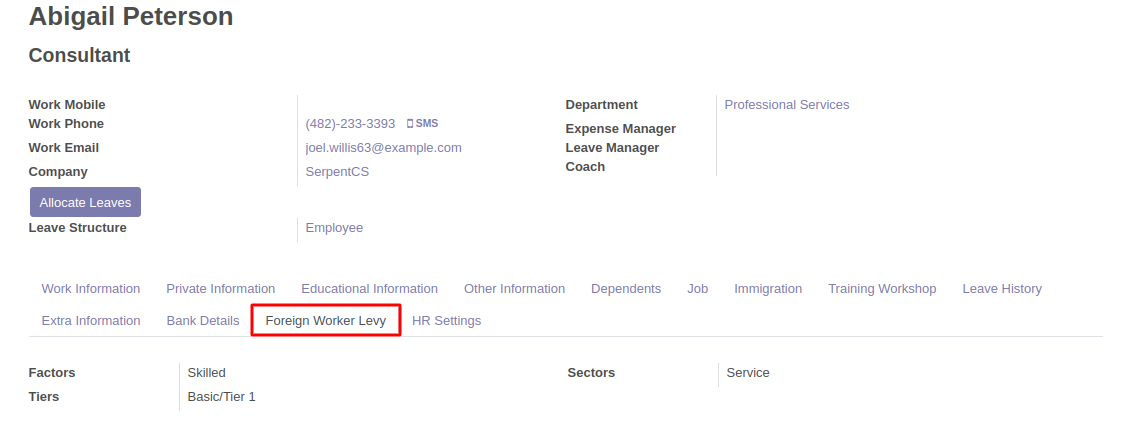 Abigail Peterson
Consultant
Work Mobile
Work Phone (482)-233-3393 SMS
Work Email joel.willis63@example.com
Company SerpentCS
Allocate Leaves
Leave Structure Employee
Department Professional Services
Expense Manager
Leave Manager
Coach
Work Information Private Information Educational Information Other Information Dependents Job Immigration Training Workshop Leave History
Extra Information Bank Details Foreign Worker Levy HR Settings
Factors Skilled
Tiers Basic/Tier 1
Sectors Service